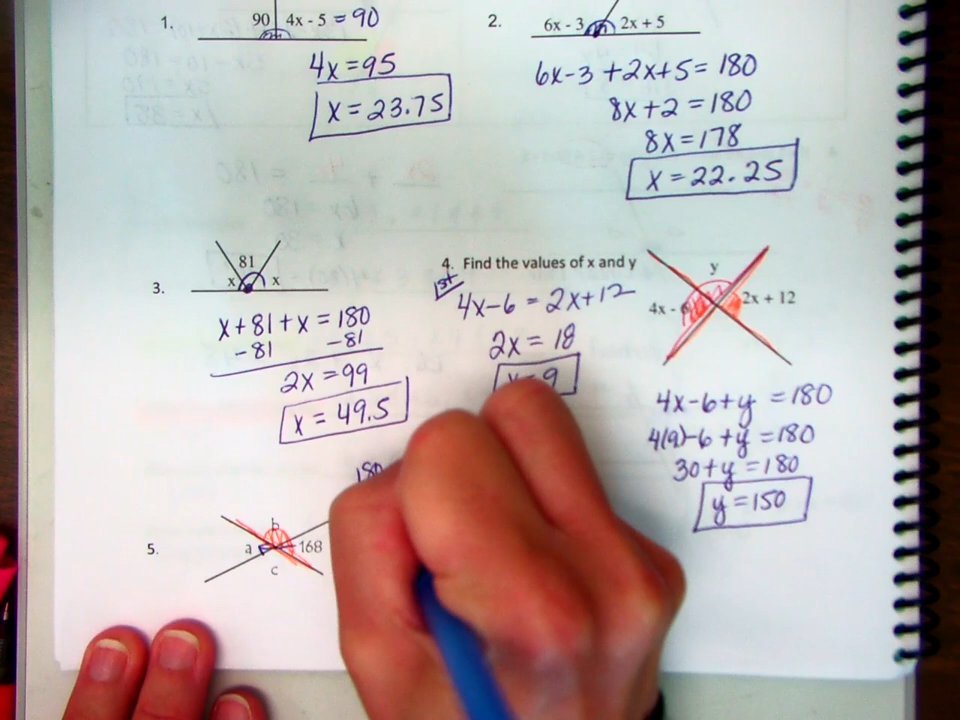 1.
90 4x - 5 = 90
4x = 95
x = 23.75
2.
6x - 3 2x + 5
6x-3 +2x+5 = 180
8x+2 = 180
8x = 178
x = 22.25
3.
81
x x
x+81+x = 180
-81 -81
2x = 99
x = 49.5
4. Find the values of x and y
1st
4x-6 = 2x+12
2x = 18
x = 9
y
4x - 2x + 12
4x-6+y = 180
4(9)-6 + y = 180
30+y = 180
y = 150
5.
b
a 168
c
180